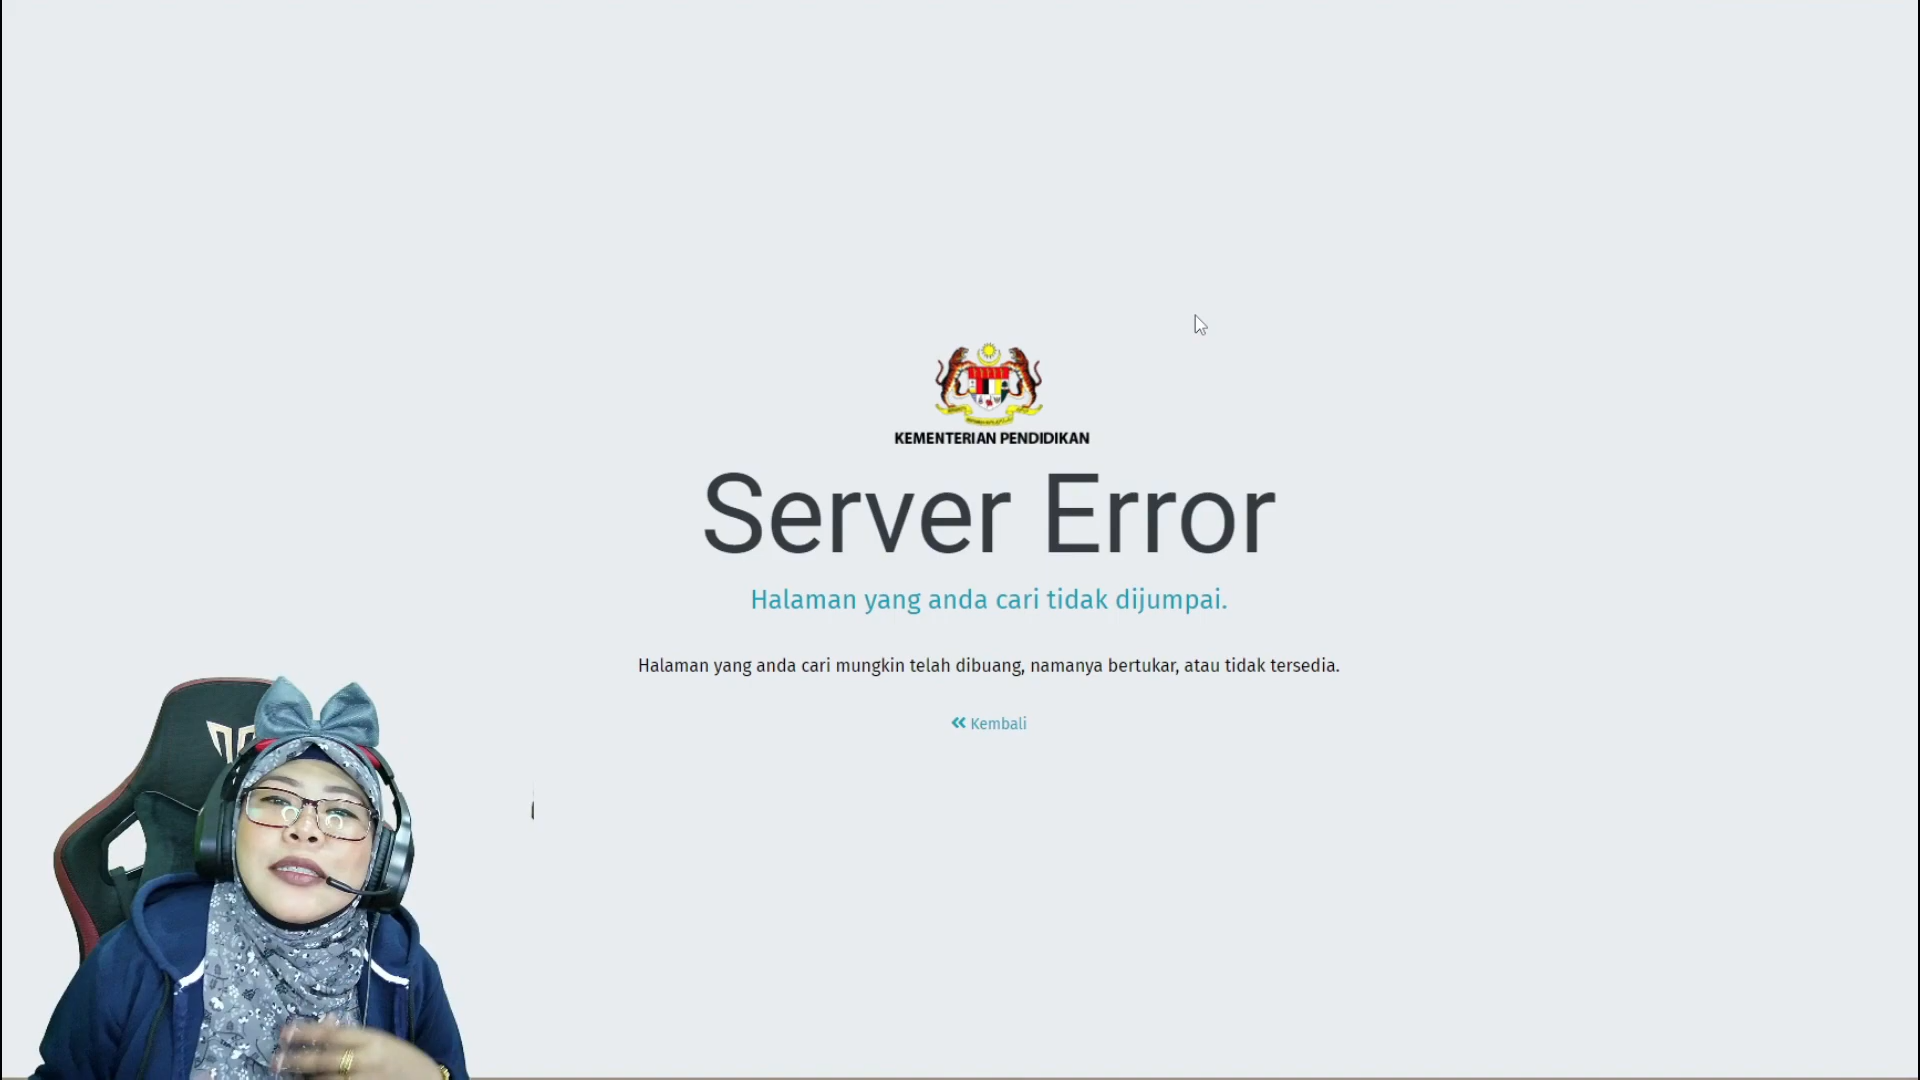 KEMENTERIAN PENDIDIKAN
Server Error
Halaman yang anda cari tidak dijumpai.
Halaman yang anda cari mungkin telah dibuang, namanya bertukar, atau tidak tersedia.
Kembali